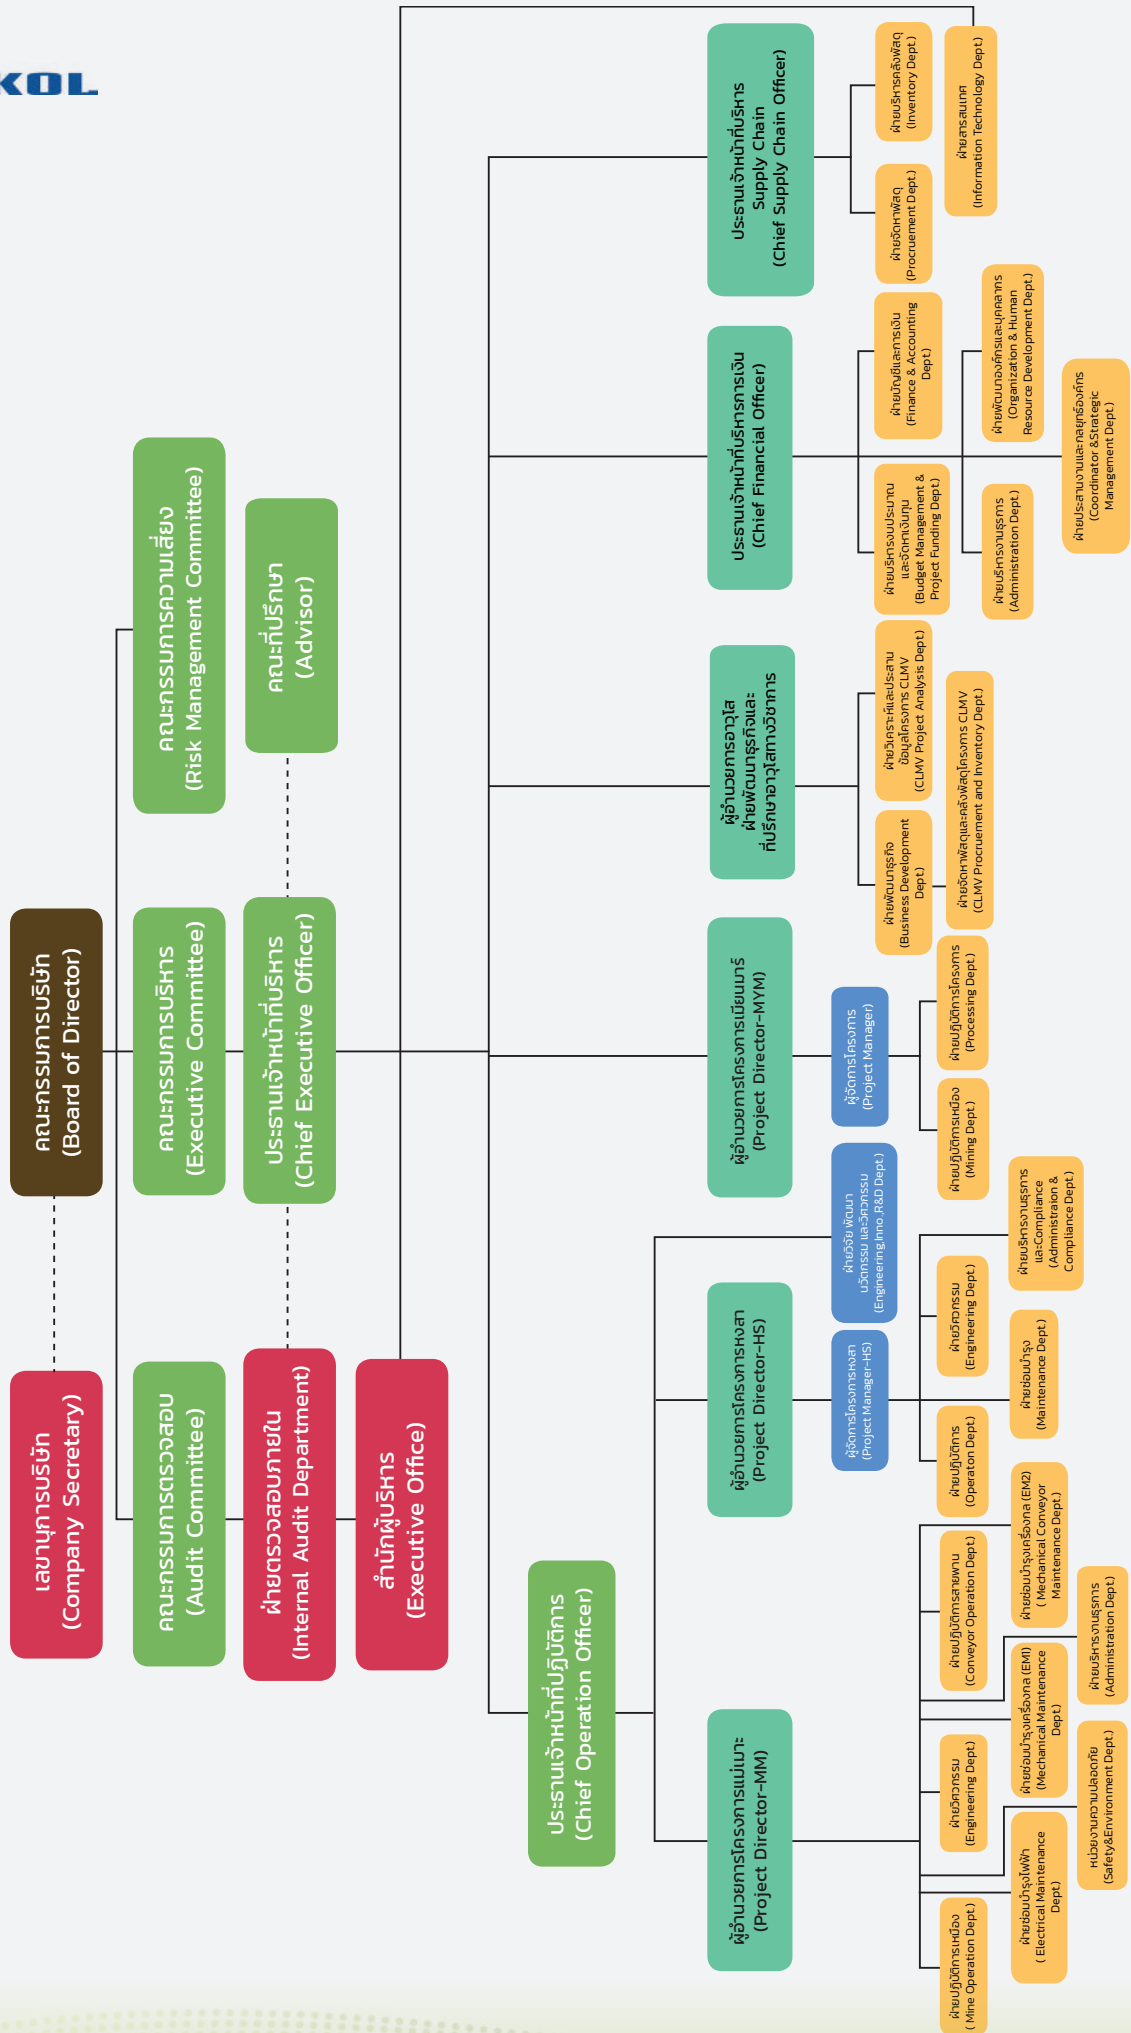 KOL
คณะกรรมการบริษัท
(Board of Director)
เลขานุการบริษัท
(Company Secretary)
คณะกรรมการตรวจสอบ
(Audit Committee)
คณะกรรมการบริหาร
(Executive Committee)
คณะกรรมการความเสี่ยง
(Risk Management Committee)
ฝ่ายตรวจสอบภายใน
(Internal Audit Department)
ประธานเจ้าหน้าที่บริหาร
(Chief Executive Officer)
คณะที่ปรึกษา
(Advisor)
สำนักผู้บริหาร
(Executive Office)
ประธานเจ้าหน้าที่ปฏิบัติการ
(Chief Operation Officer)
ผู้อำนวยการโครงการแม่เมาะ
(Project Director-MM)
ผู้อำนวยการโครงการหงสา
(Project Director-HS)
ผู้อำนวยการโครงการเมียนมาร์
(Project Director-MYM)
ผู้อำนวยการอาวุโส
ฝ่ายพัฒนาธุรกิจและ
ที่ปรึกษาอาวุโสทางวิชาการ
ประธานเจ้าหน้าที่บริหารการเงิน
(Chief Financial Officer)
ประธานเจ้าหน้าที่บริหาร
Supply Chain
(Chief Supply Chain Officer)
ผู้จัดการโครงการหงสา
(Project Manager-HS)
ฝ่ายวิจัย พัฒนา
นวัตกรรม และวิศวกรรม
(Engineering,Inno.,R&D Dept.)
ผู้จัดการโครงการ
(Project Manager)
ฝ่ายปฏิบัติการเหมือง
( Mine Operation Dept.)
ฝ่ายวิศวกรรม
(Engineering Dept.)
ฝ่ายปฏิบัติการสายพาน
(Conveyor Operation Dept.)
ฝ่ายซ่อมบำรุงไฟฟ้า
( Electrical Maintenance
Dept.)
ฝ่ายซ่อมบำรุงเครื่องกล (EM1)
(Mechanical Maintenance
Dept.)
ฝ่ายซ่อมบำรุงเครื่องกล (EM2)
( Mechanical Conveyor
Maintenance Dept.)
หน่วยงานความปลอดภัย
(Safety&Environment Dept.)
ฝ่ายบริหารงานธุรการ
(Administration Dept.)
ฝ่ายปฏิบัติการ
(Operaton Dept.)
ฝ่ายวิศวกรรม
(Engineering Dept.)
ฝ่ายซ่อมบำรุง
(Maintenance Dept.)
ฝ่ายบริหารงานธุรการ
และCompliance
(Administraion &
Compliance Dept.)
ฝ่ายปฏิบัติการเหมือง
(Mining Dept.)
ฝ่ายปฏิบัติการโครงการ
(Processing Dept.)
ฝ่ายพัฒนาธุรกิจ
(Business Development
Dept.)
ฝ่ายวิเคราะห์และประสาน
ข้อมูลโครงการ CLMV
(CLMV Project Analysis Dept.)
ฝ่ายจัดหาพัสดุและคลังพัสดุโครงการ CLMV
(CLMV Procruement and Inventory Dept.)
ฝ่ายบริหารงบประมาณ
และจัดหาเงินทุน
(Budget Management &
Project Funding Dept.)
ฝ่ายบัญชีและการเงิน
(Finance & Accounting
Dept.)
ฝ่ายบริหารงานธุรการ
(Administration Dept.)
ฝ่ายพัฒนาองค์กรและบุคคลากร
(Organization & Human
Resource Development Dept.)
ฝ่ายประสานงานและกลยุทธ์องค์กร
(Coordinator &Strategic
Management Dept.)
ฝ่ายจัดหาพัสดุ
(Procruement Dept.)
ฝ่ายบริหารคลังพัสดุ
(Inventory Dept.)
ฝ่ายสารสนเทศ
(Information Technology Dept.)